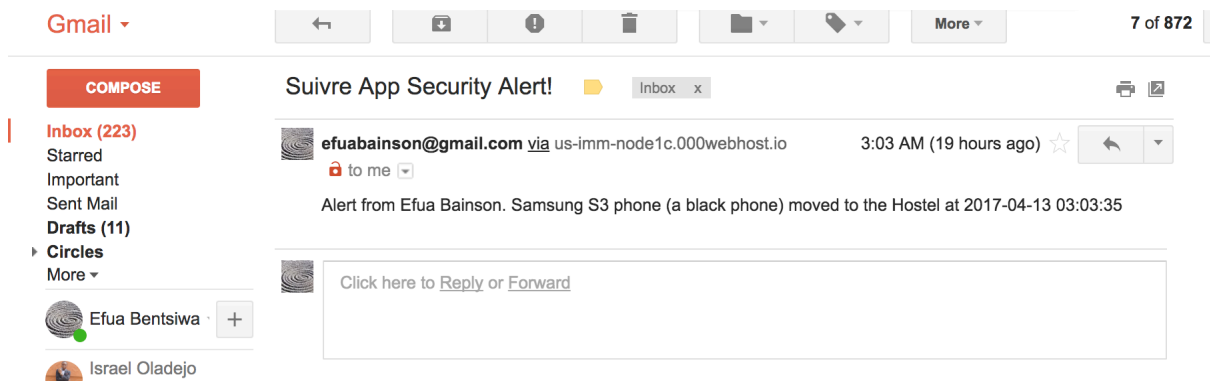 Gmail
More
7 of 872
COMPOSE
Suivre App Security Alert!
Inbox x
Inbox (223)
Starred
Important
Sent Mail
Drafts (11)
Circles
More
efuabainson@gmail.com via us-imm-node1c.000webhost.io
3:03 AM (19 hours ago)
to me
Alert from Efua Bainson. Samsung S3 phone (a black phone) moved to the Hostel at 2017-04-13 03:03:35
Click here to Reply or Forward
Efua Bentsiwa
Israel Oladejo